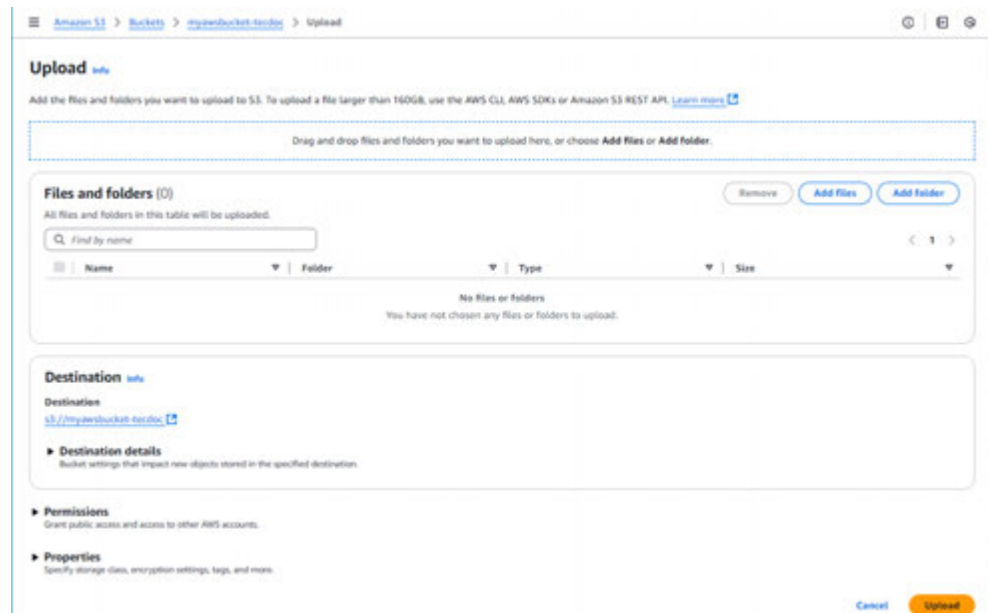 Amazon S3 > Buckets > myawsbucket-tecdoc > Upload
Upload Info
Add the files and folders you want to upload to S3. To upload a file larger than 160GB, use the AWS CLI, AWS SDKs or Amazon S3 REST API. Learn more
Drag and drop files and folders you want to upload here, or choose Add files or Add folder.
Files and folders (0)
Remove Add files Add folder
All files and folders in this table will be uploaded.
Find by name
< 1 >
Name Folder Type Size
No files or folders
You have not chosen any files or folders to upload.
Destination Info
Destination
s3://myawsbucket-tecdoc
Destination details
Bucket settings that impact new objects stored in the specified destination.
Permissions
Grant public access and access to other AWS accounts.
Properties
Specify storage class, encryption settings, tags, and more.
Cancel Upload